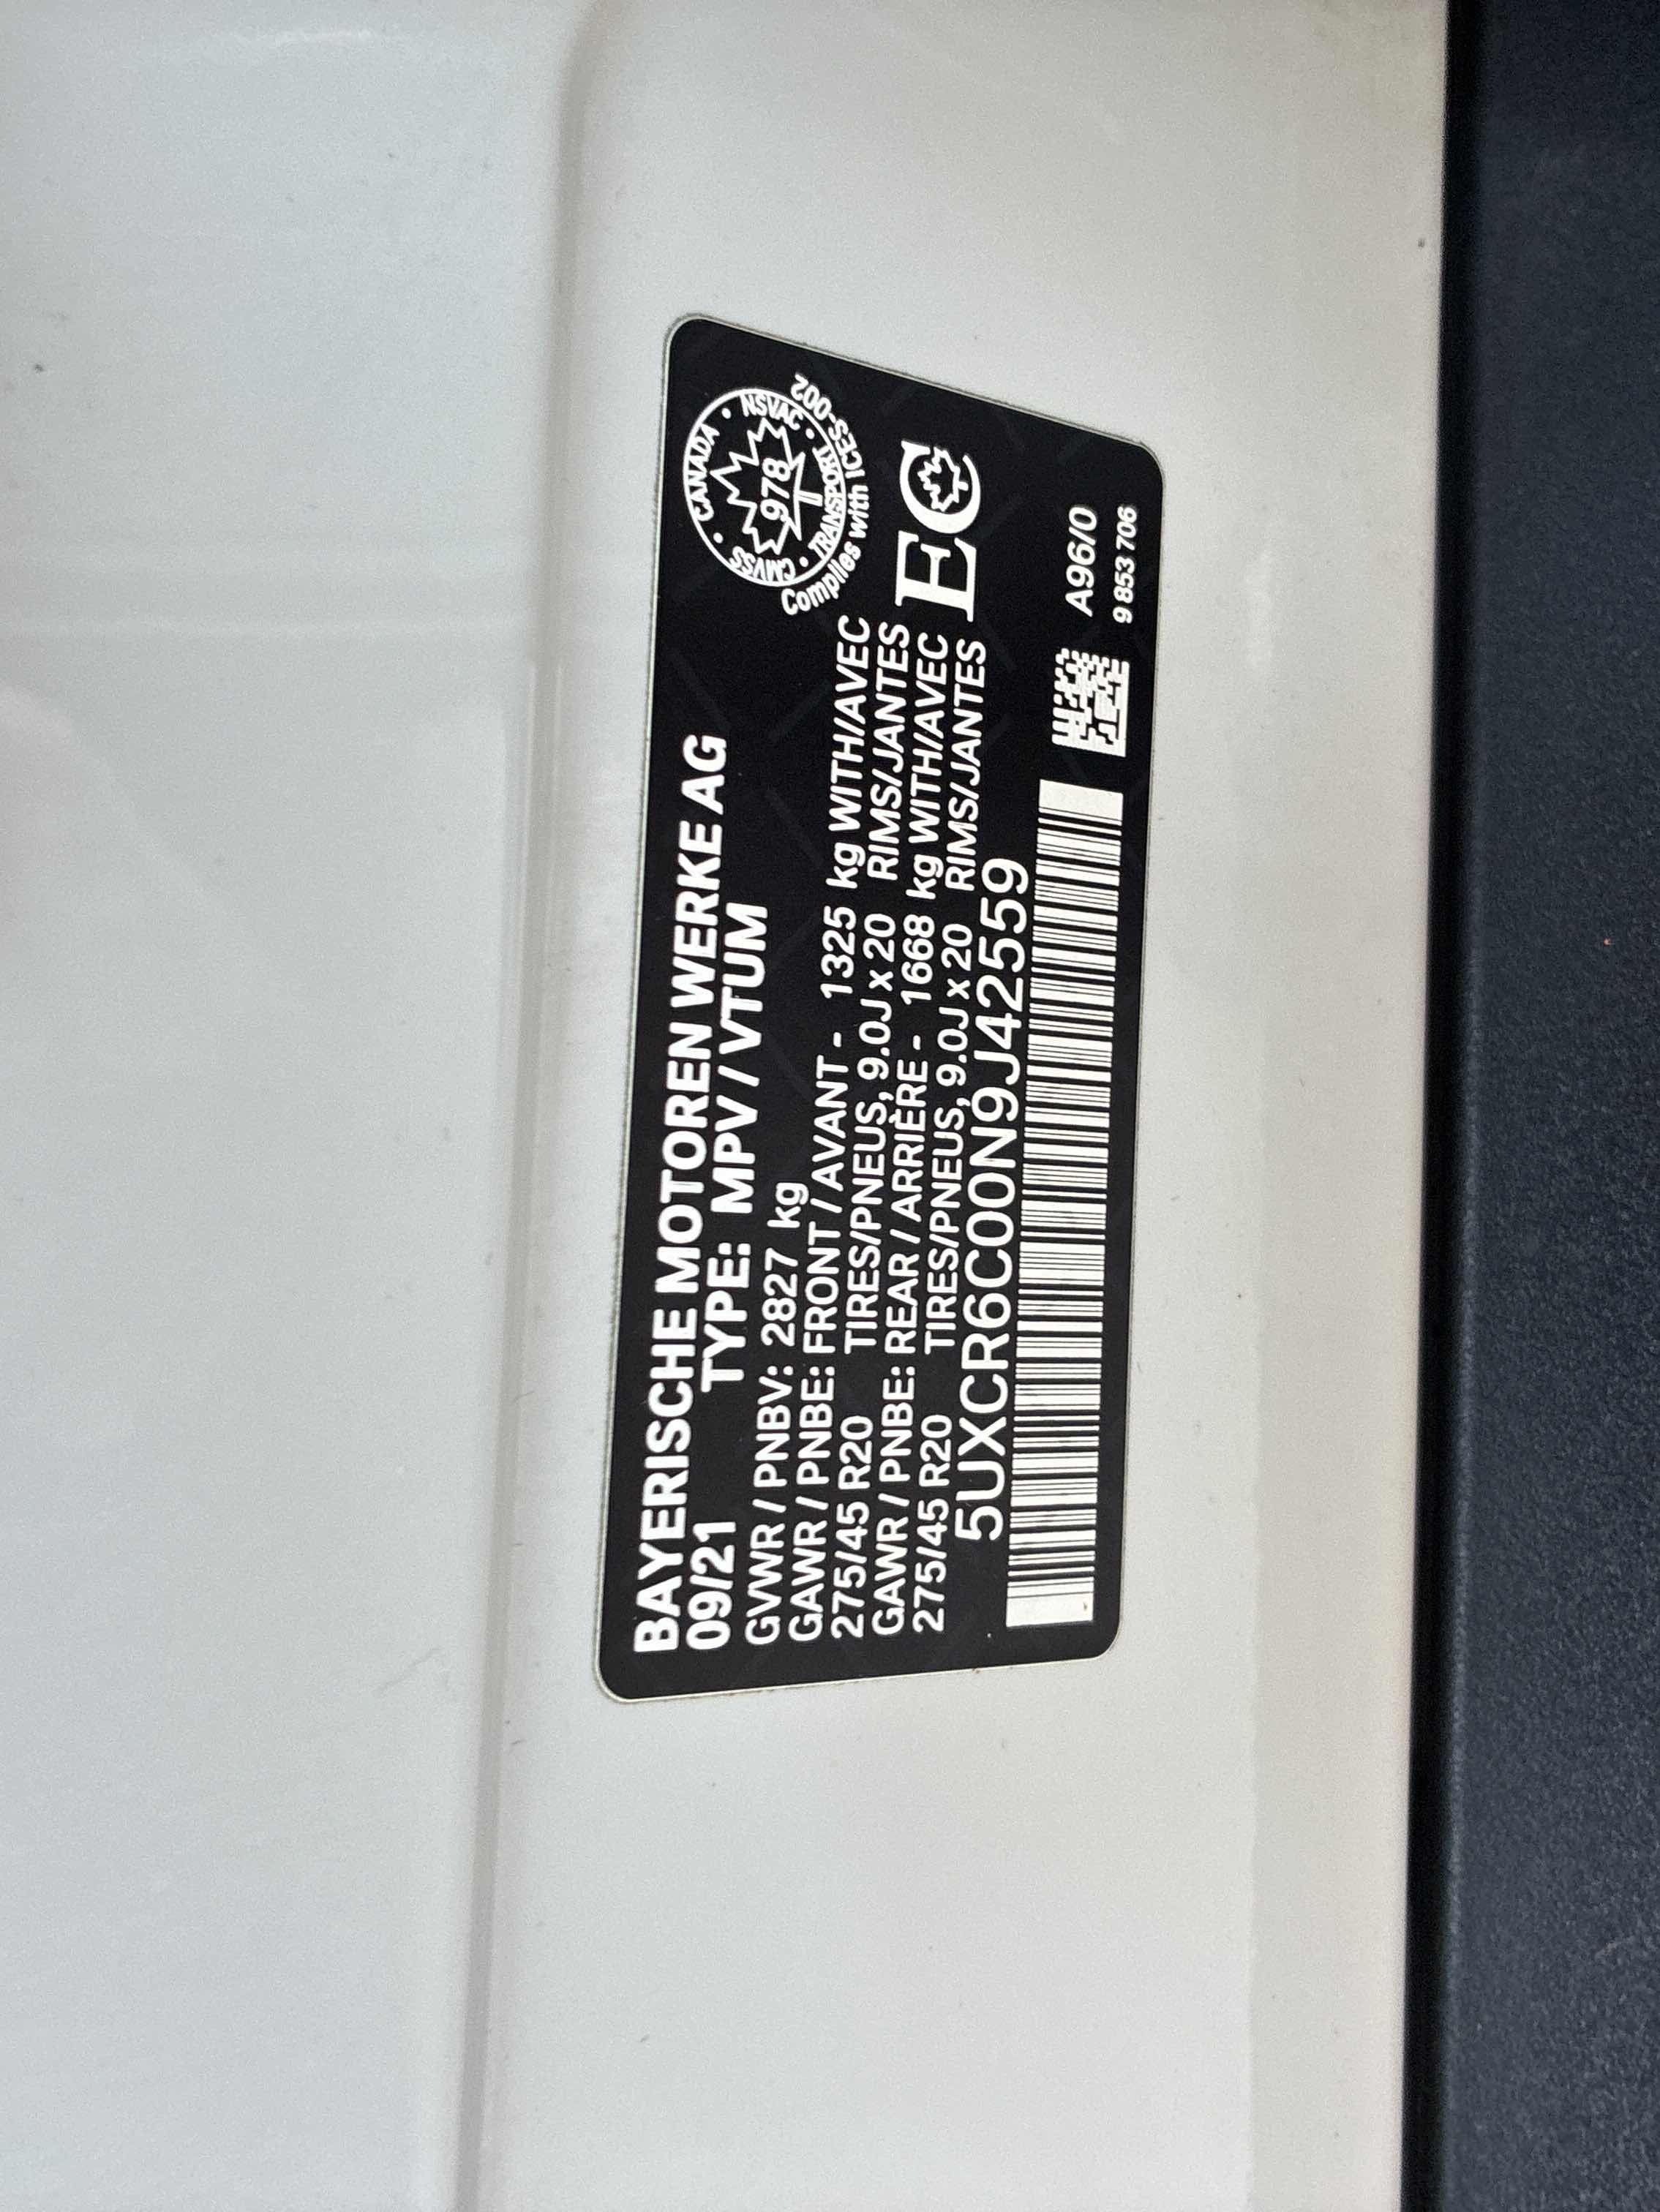 BAYERISCHE MOTOREN WERKE AG
09/21 TYPE: MPV / VTUM
GVWR / PNBV: 2827 kg
GAWR / PNBE: FRONT / AVANT - 1325 kg WITH/AVEC
275/45 R20 TIRES/PNEUS, 9.0J x 20 RIMS/JANTES
GAWR / PNBE: REAR / ARRIÈRE - 1668 kg WITH/AVEC
275/45 R20 TIRES/PNEUS, 9.0J x 20 RIMS/JANTES
5UXCR6C00N9J42559
CANADA • NSVAC • TRANSPORT • CMVSS •
978
Complies with ICES-002
EC
A96/0
9 853 706